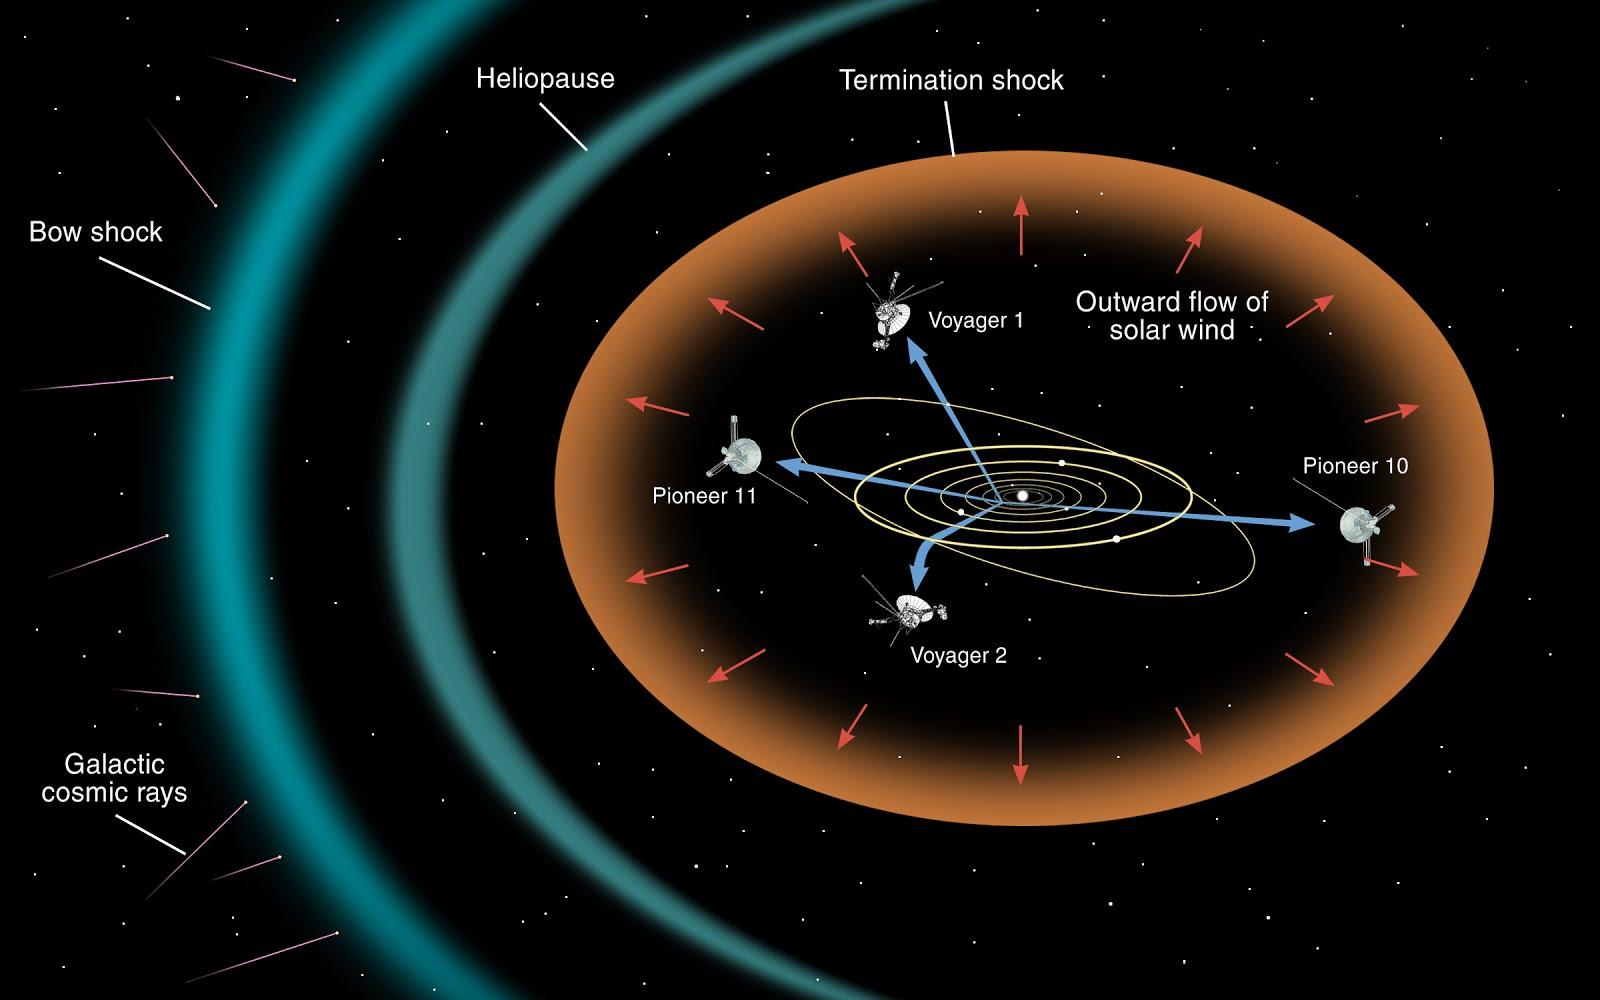 Heliopause
Termination shock
Bow shock
Outward flow of
solar wind
Voyager 1
Pioneer 10
Pioneer 11
Voyager 2
Galactic
cosmic rays